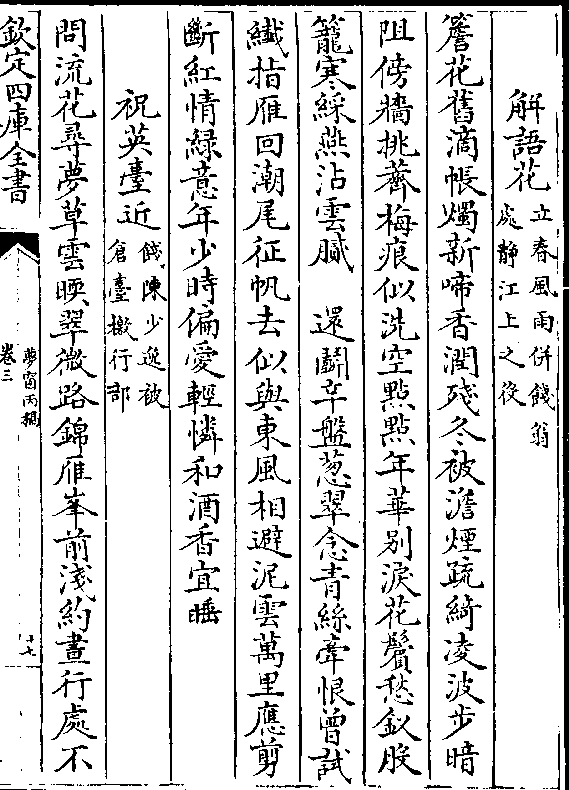 解語花立春風雨併餞翁
處靜江上之役
簷花舊滴帳燭新啼香潤殘冬被澹煙疏綺凌波步暗
阻傍牆挑薺梅痕似洗空點點年華别淚花鬢愁釵股
籠寒綵燕沾雲膩　還鬭辛盤葱翠念青絲牽恨曾試
纖指雁回潮尾征帆去似與東風相避泥雲萬里應剪
斷紅情緑意年少時偏愛輕憐和酒香宜睡
祝英臺近餞陳少逸被
倉臺檄行部
問流花尋夢草雲暖翠微路錦雁峯前淺約晝行處不
欽定四庫全書
夢窗丙稿
卷三
十七